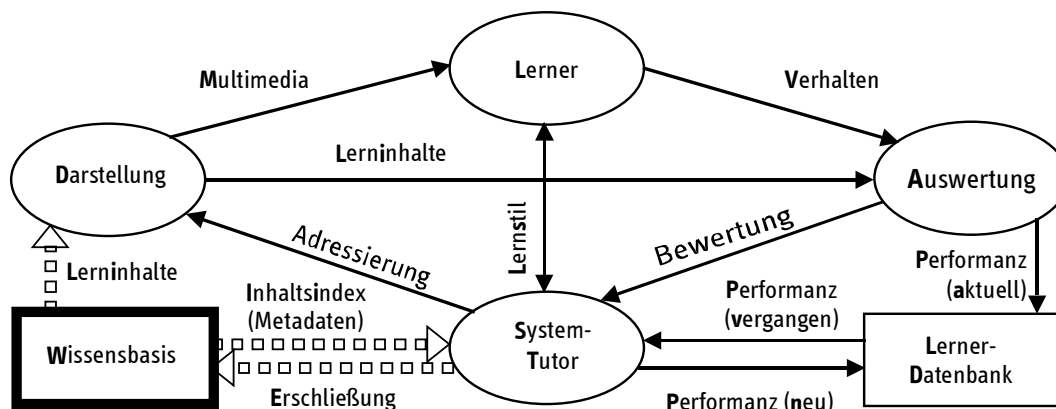 Lerner
Multimedia
Verhalten
Lerninhalte
Darstellung
Auswertung
Lernstil
Adressierung
Bewertung
Lerninhalte
Inhaltsindex
(Metadaten)
Performanz
(vergangen)
Performanz
(aktuell)
Wissensbasis
System-
Tutor
Lerner-
Datenbank
Erschließung
Performanz (neu)